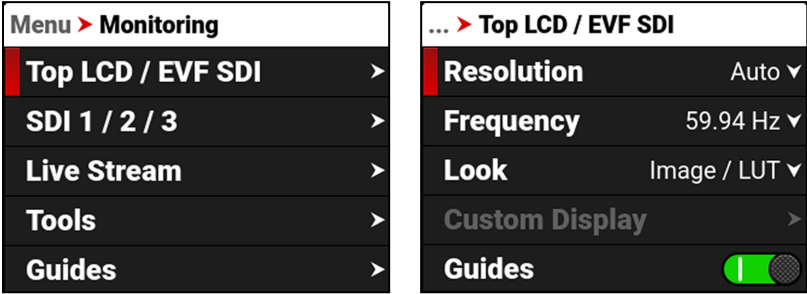 Menu ➤ Monitoring
Top LCD / EVF SDI
SDI 1 / 2 / 3
Live Stream
Tools
Guides
... ➤ Top LCD / EVF SDI
Resolution Auto
Frequency 59.94 Hz
Look Image / LUT
Custom Display
Guides